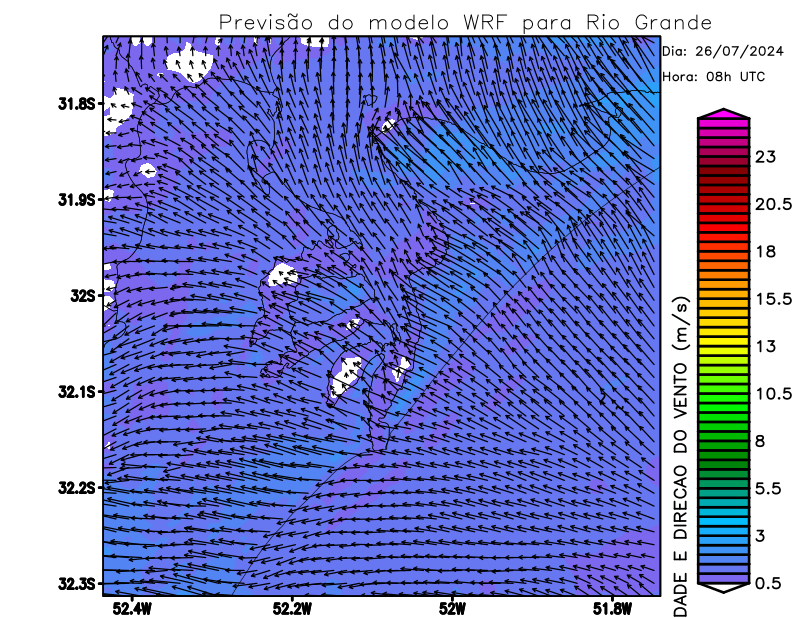 Previsão do modelo WRF para Rio Grande
Dia: 26/07/2024
Hora: 08h UTC
31.8S
31.9S
32S
32.1S
32.2S
32.3S
52.4W
52.2W
52W
51.8W
23
20.5
18
15.5
13
10.5
8
5.5
3
0.5
DADE E DIRECAO DO VENTO (m/s)